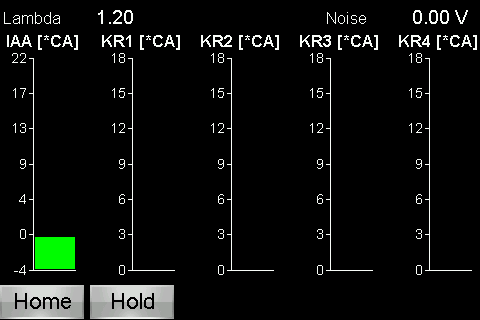 Lambda 1.20 Noise 0.00 V
IAA [*CA] KR1 [*CA] KR2 [*CA] KR3 [*CA] KR4 [*CA]
22 18 18 18 18
17 15 15 15 15
13 12 12 12 12
9 9 9 9 9
4 6 6 6 6
0 3 3 3 3
-4 0 0 0 0
Home Hold